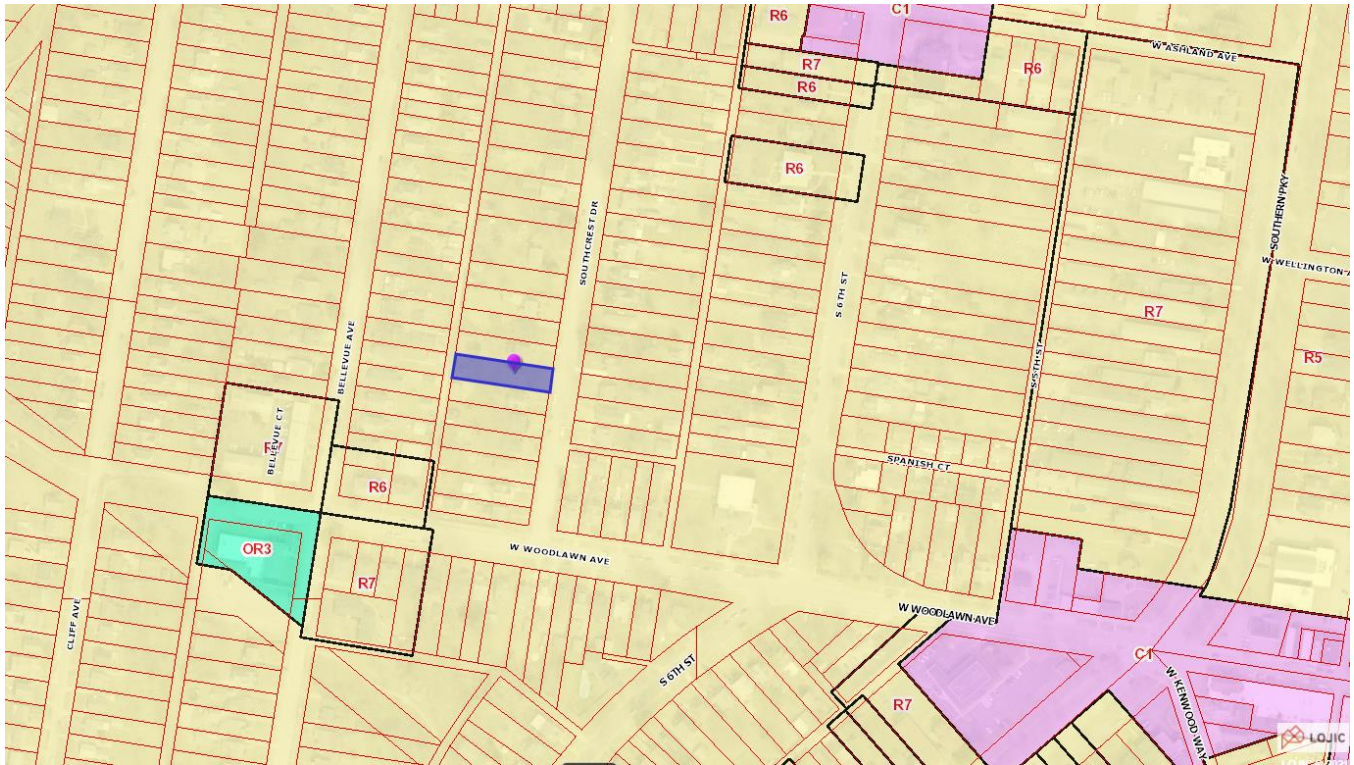 C1
R6
W ASHLAND AVE
R7
R6
R6
R6
SOUTHERN PKY
SOUTHCREST DR
W WELLINGTON A
S 6TH ST
R7
BELLEVUE AVE
S 5TH ST
R5
BELLEVUE CT
SPANISH CT
R6
OR3
W WOODLAWN AVE
R7
CLIFF AVE
W WOODLAWN AVE
C1
S 6TH ST
W KENWOOD WAY
R7
LOJIC